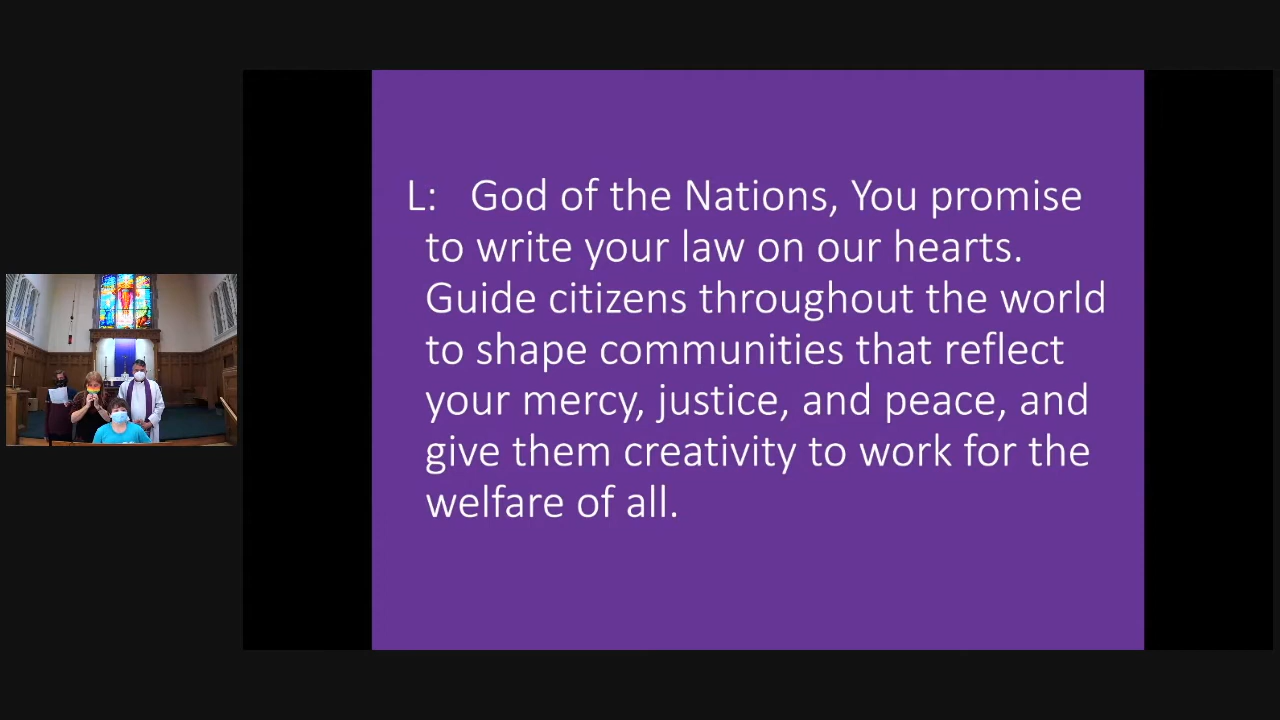 L: God of the Nations, You promise
to write your law on our hearts.
Guide citizens throughout the world
to shape communities that reflect
your mercy, justice, and peace, and
give them creativity to work for the
welfare of all.